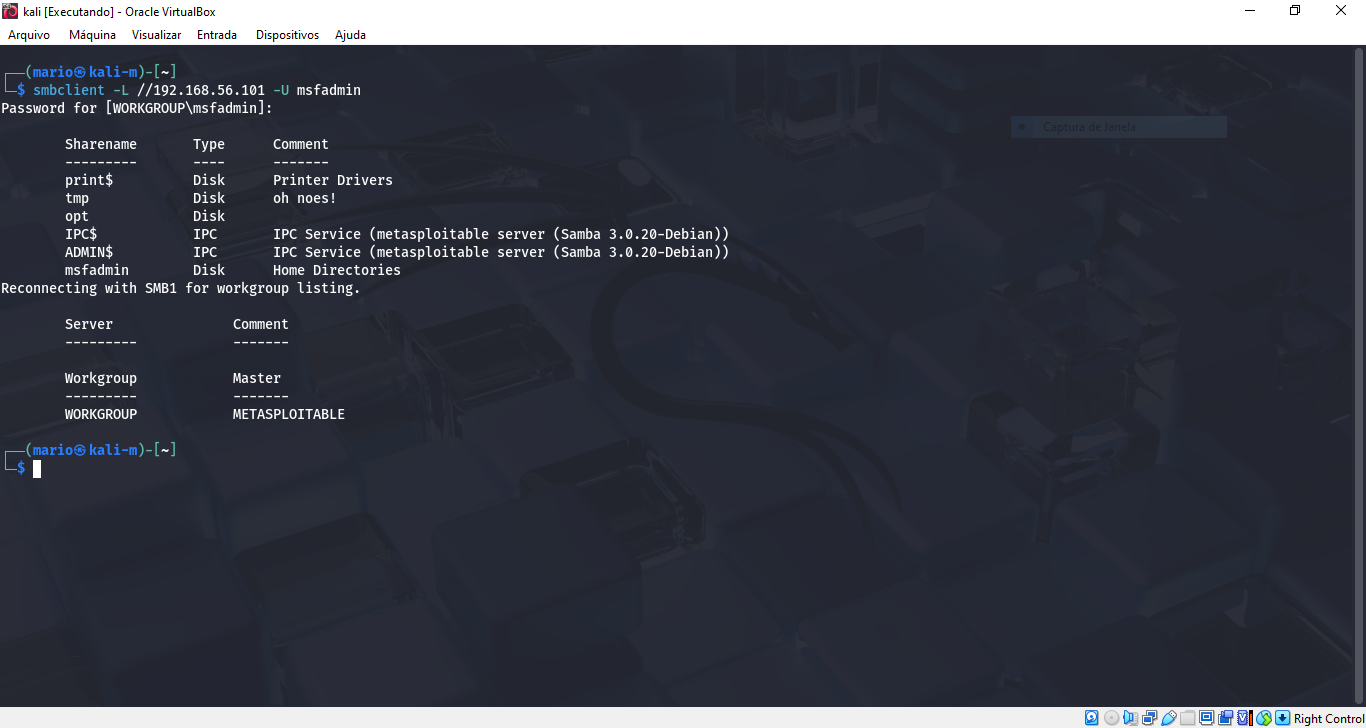 kali [Executando] - Oracle VirtualBox
Arquivo Máquina Visualizar Entrada Dispositivos Ajuda
┌──(mario㉿kali-m)-[~]
└─$ smbclient -L //192.168.56.101 -U msfadmin
Password for [WORKGROUP\msfadmin]:
Captura de Janela
Sharename Type Comment
--------- ---- -------
print$ Disk Printer Drivers
tmp Disk oh noes!
opt Disk
IPC$ IPC IPC Service (metasploitable server (Samba 3.0.20-Debian))
ADMIN$ IPC IPC Service (metasploitable server (Samba 3.0.20-Debian))
msfadmin Disk Home Directories
Reconnecting with SMB1 for workgroup listing.
Server Comment
--------- -------
Workgroup Master
--------- -------
WORKGROUP METASPLOITABLE
┌──(mario㉿kali-m)-[~]
└─$
Right Control